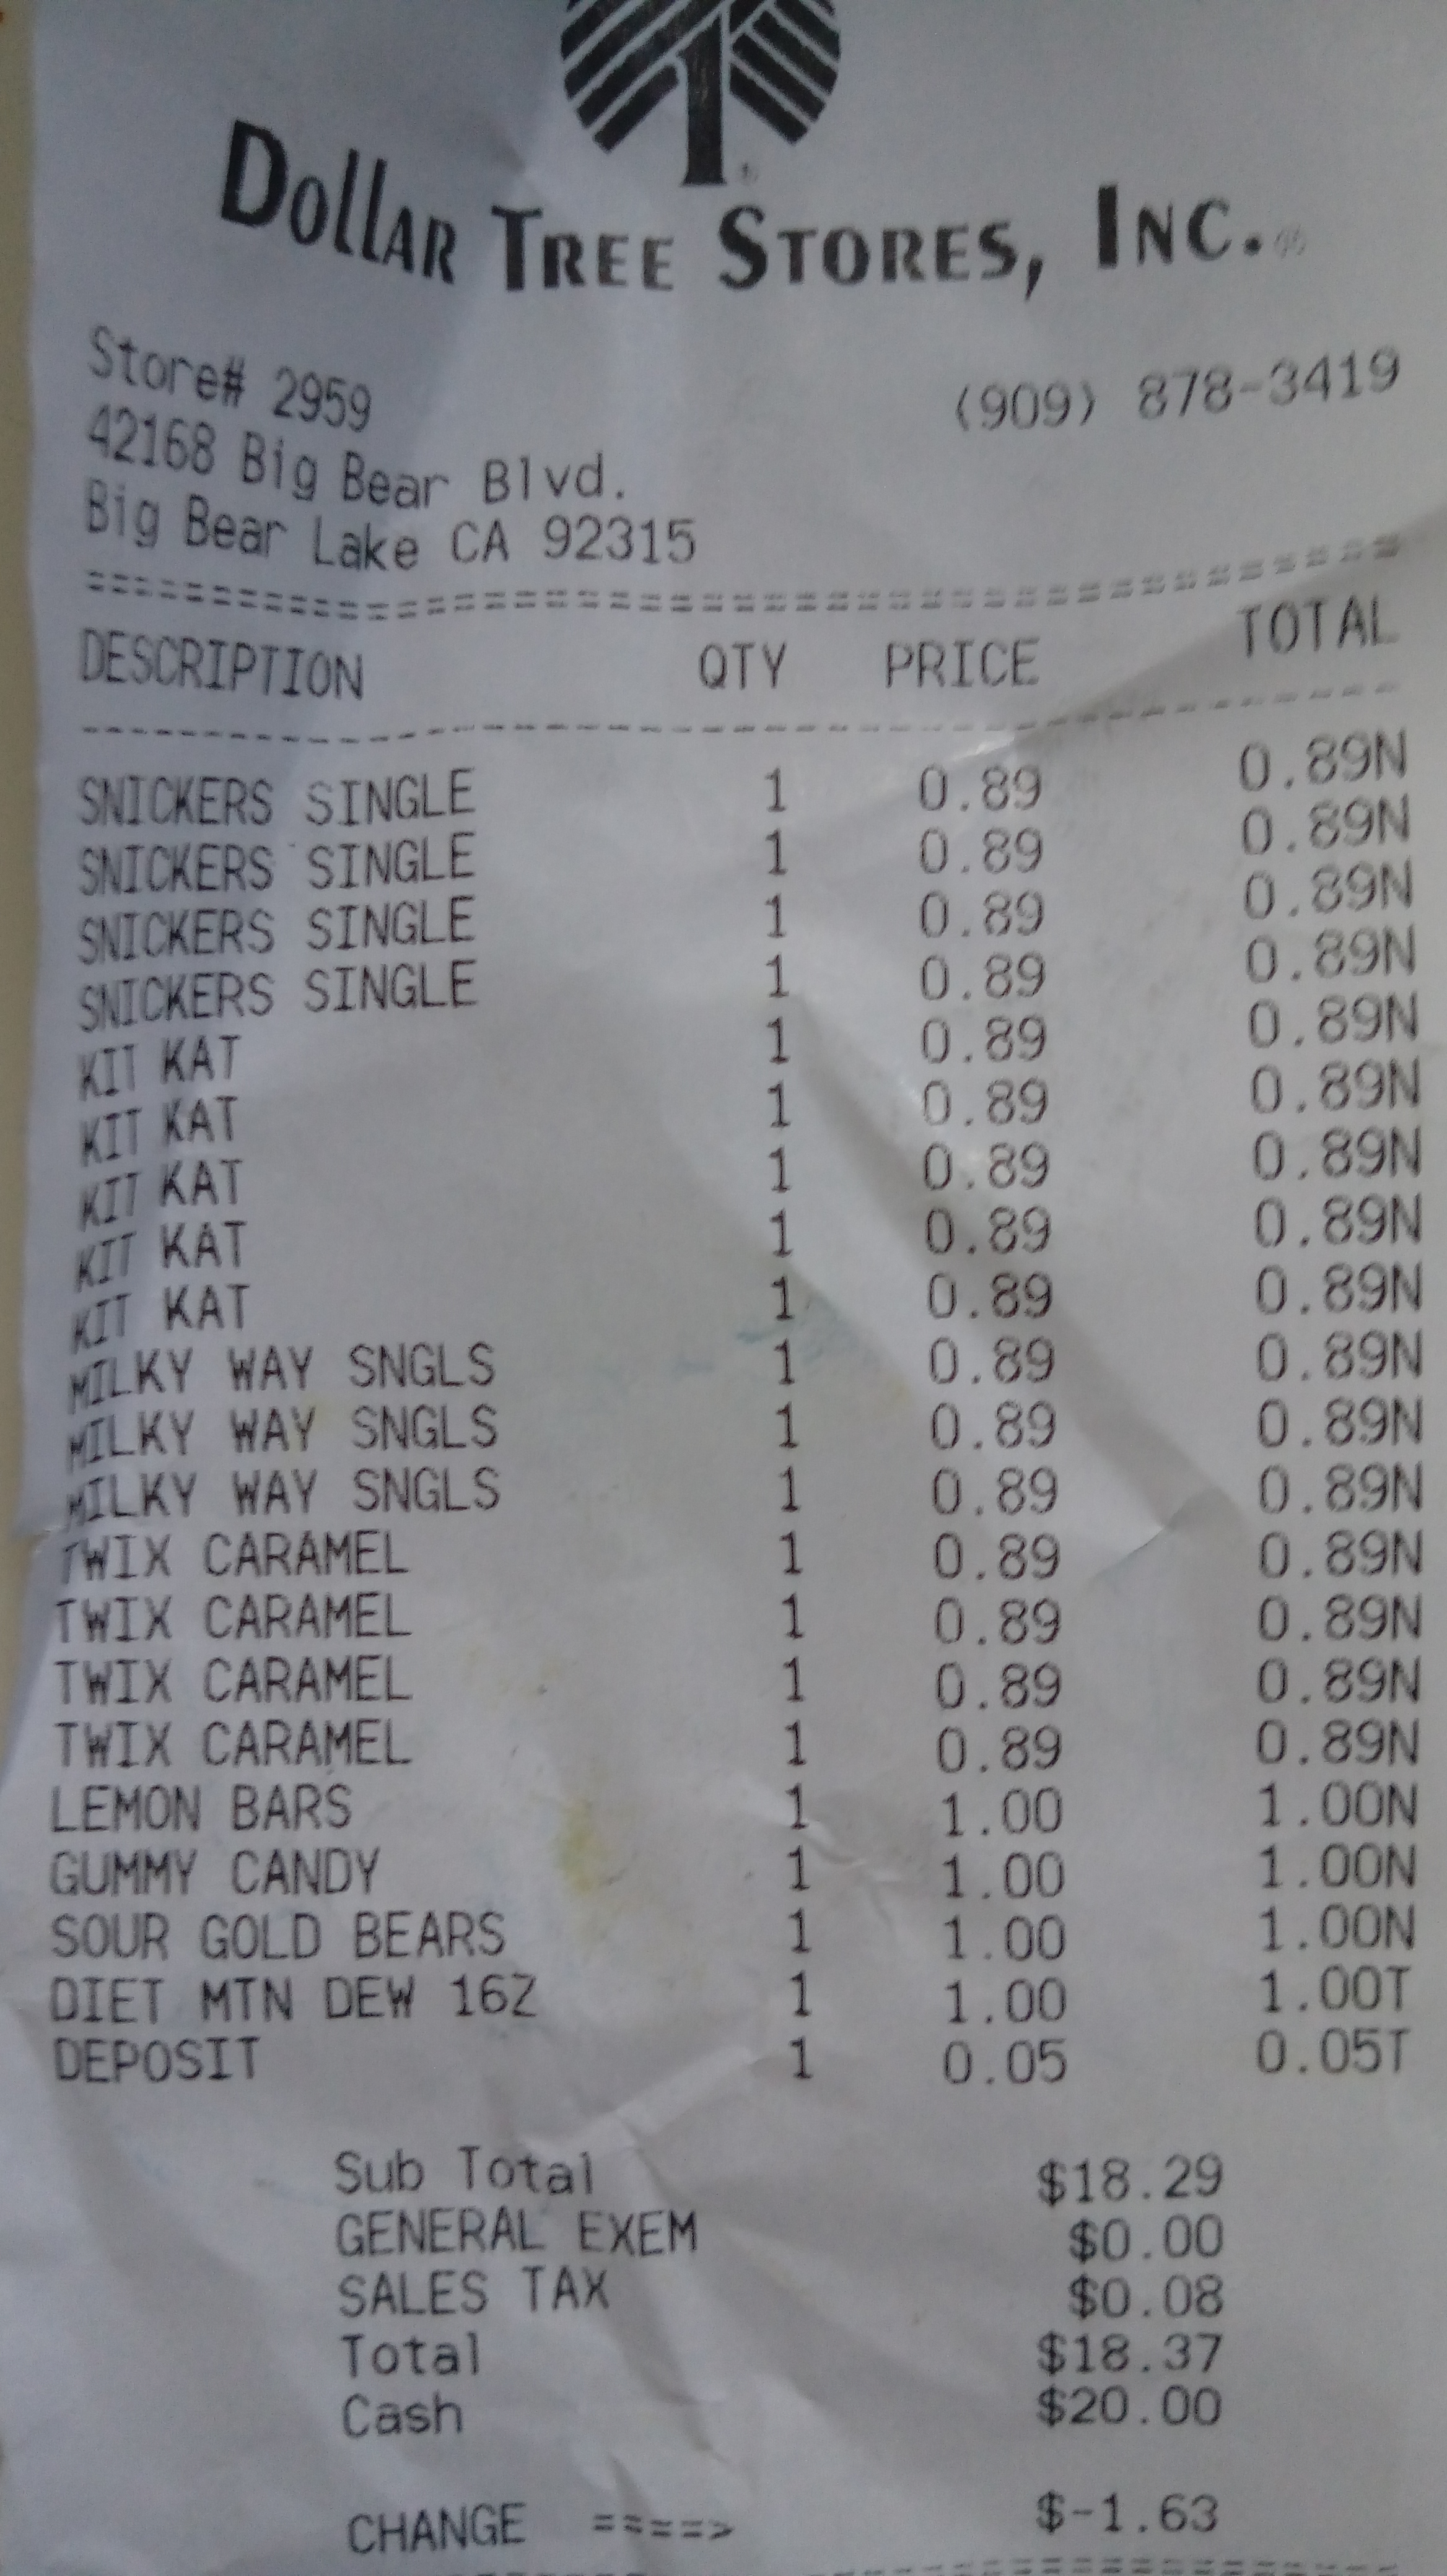 Dollar Tree Stores, Inc.®
Store# 2959 (909) 878-3419
42168 Big Bear Blvd.
Big Bear Lake CA 92315
================================================
DESCRIPTION QTY PRICE TOTAL
------------------------------------------------
SNICKERS SINGLE 1 0.89 0.89N
SNICKERS SINGLE 1 0.89 0.89N
SNICKERS SINGLE 1 0.89 0.89N
SNICKERS SINGLE 1 0.89 0.89N
KIT KAT 1 0.89 0.89N
KIT KAT 1 0.89 0.89N
KIT KAT 1 0.89 0.89N
KIT KAT 1 0.89 0.89N
KIT KAT 1 0.89 0.89N
MILKY WAY SNGLS 1 0.89 0.89N
MILKY WAY SNGLS 1 0.89 0.89N
MILKY WAY SNGLS 1 0.89 0.89N
TWIX CARAMEL 1 0.89 0.89N
TWIX CARAMEL 1 0.89 0.89N
TWIX CARAMEL 1 0.89 0.89N
TWIX CARAMEL 1 0.89 0.89N
LEMON BARS 1 1.00 1.00N
GUMMY CANDY 1 1.00 1.00N
SOUR GOLD BEARS 1 1.00 1.00N
DIET MTN DEW 16Z 1 1.00 1.00T
DEPOSIT 1 0.05 0.05T
Sub Total $18.29
GENERAL EXEM $0.00
SALES TAX $0.08
Total $18.37
Cash $20.00
CHANGE ====> $-1.63